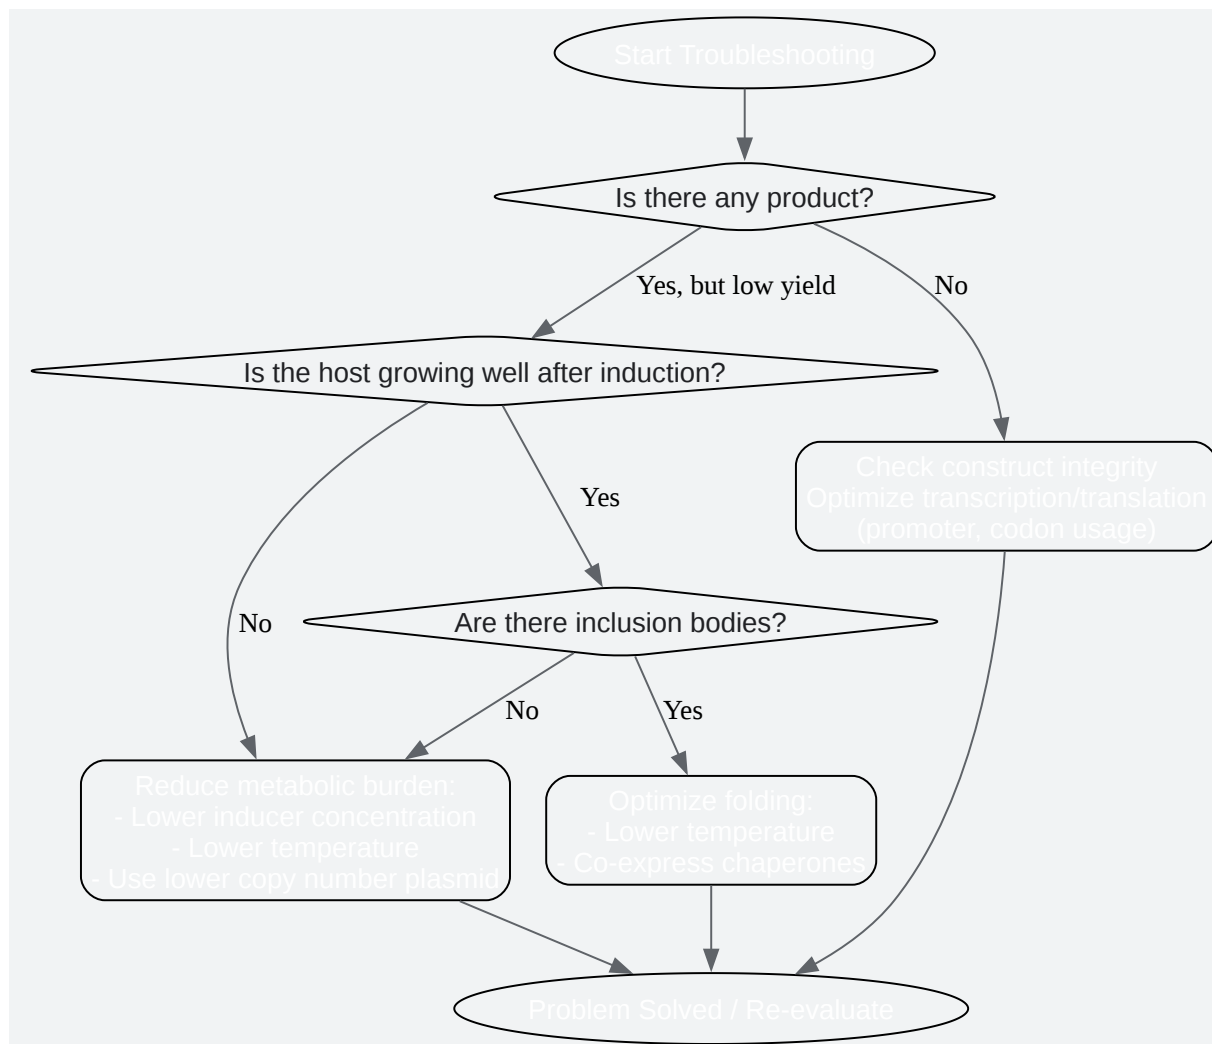 Start Troubleshooting
Is there any product?
Yes, but low yield
No
Is the host growing well after induction?
Check construct integrity
Optimize transcription/translation
(promoter, codon usage)
Yes
No
Are there inclusion bodies?
No
Yes
Reduce metabolic burden:
- Lower inducer concentration
- Lower temperature
- Use lower copy number plasmid
Optimize folding:
- Lower temperature
- Co-express chaperones
Problem Solved / Re-evaluate